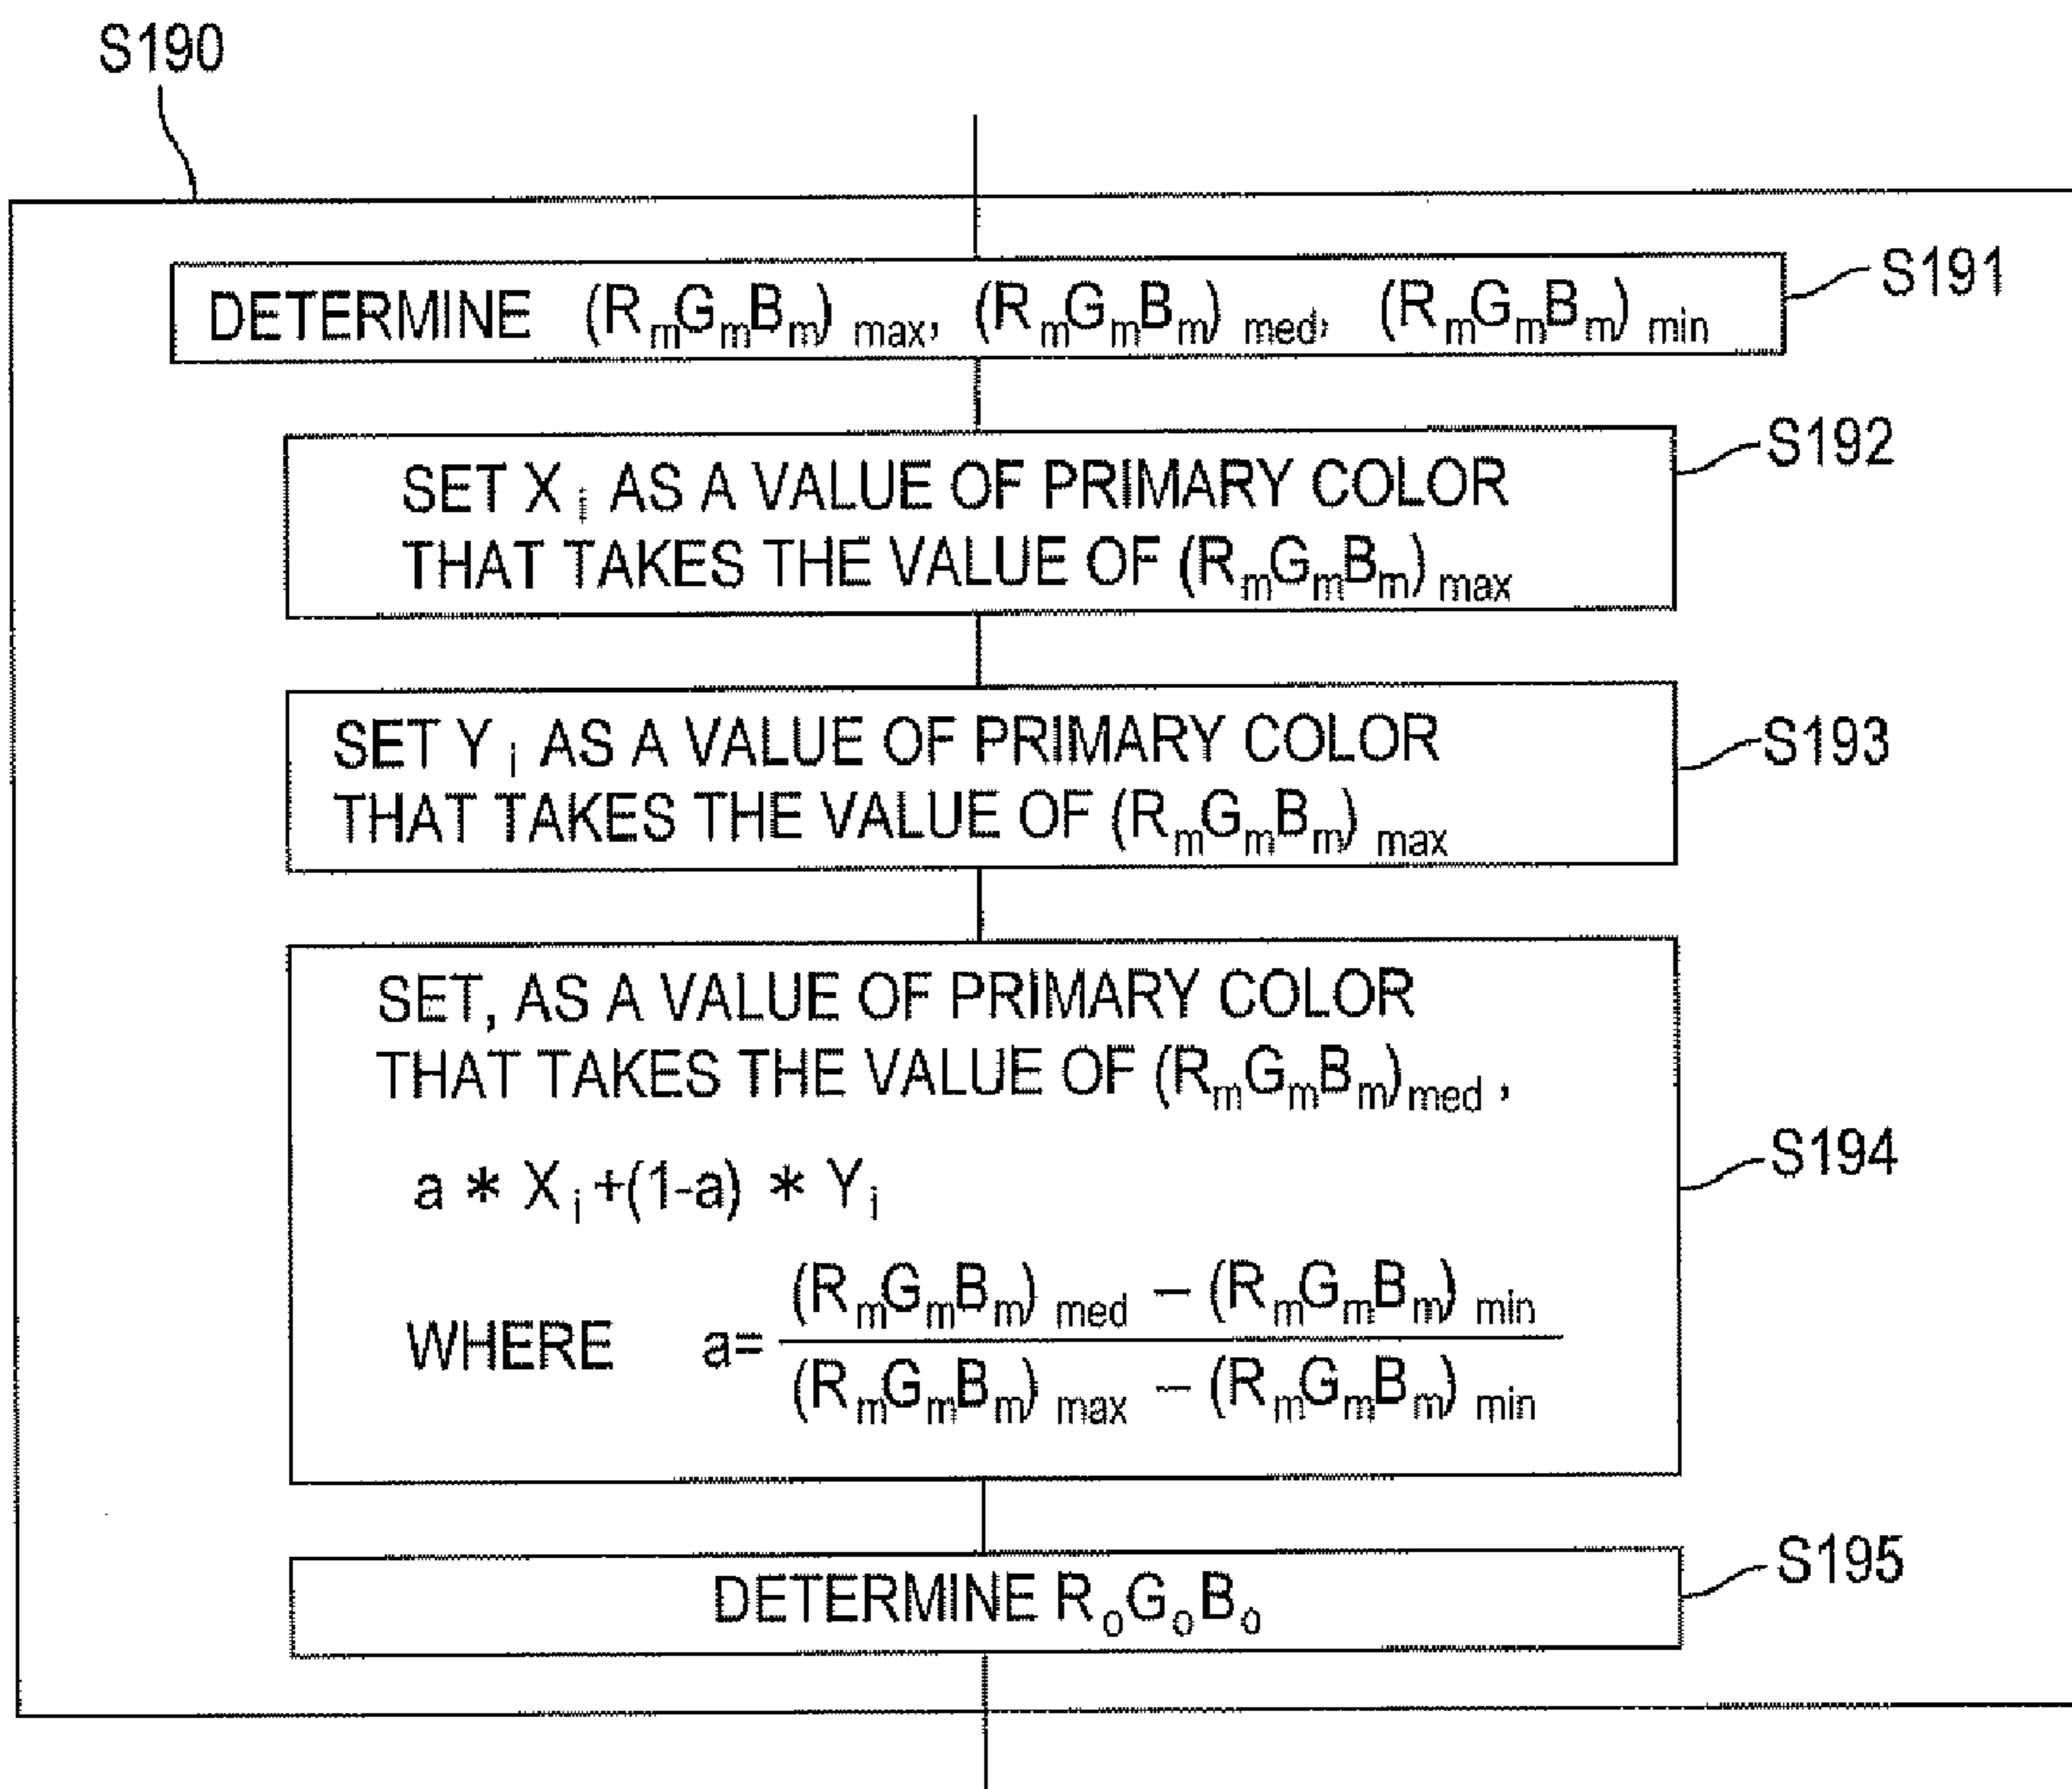 S190
DETERMINE (RmGmBm) max, (RmGmBm) med, (RmGmBm) min
S191
SET Xi AS A VALUE OF PRIMARY COLOR
THAT TAKES THE VALUE OF (RmGmBm) max
S192
SET Yi AS A VALUE OF PRIMARY COLOR
THAT TAKES THE VALUE OF (RmGmBm) max
S193
SET, AS A VALUE OF PRIMARY COLOR
THAT TAKES THE VALUE OF (RmGmBm)med ,
a * Xi+(1-a) * Yi
(RmGmBm) med – (RmGmBm) min
WHERE a=
(RmGmBm) max – (RmGmBm) min
S194
DETERMINE RoGoBo
S195